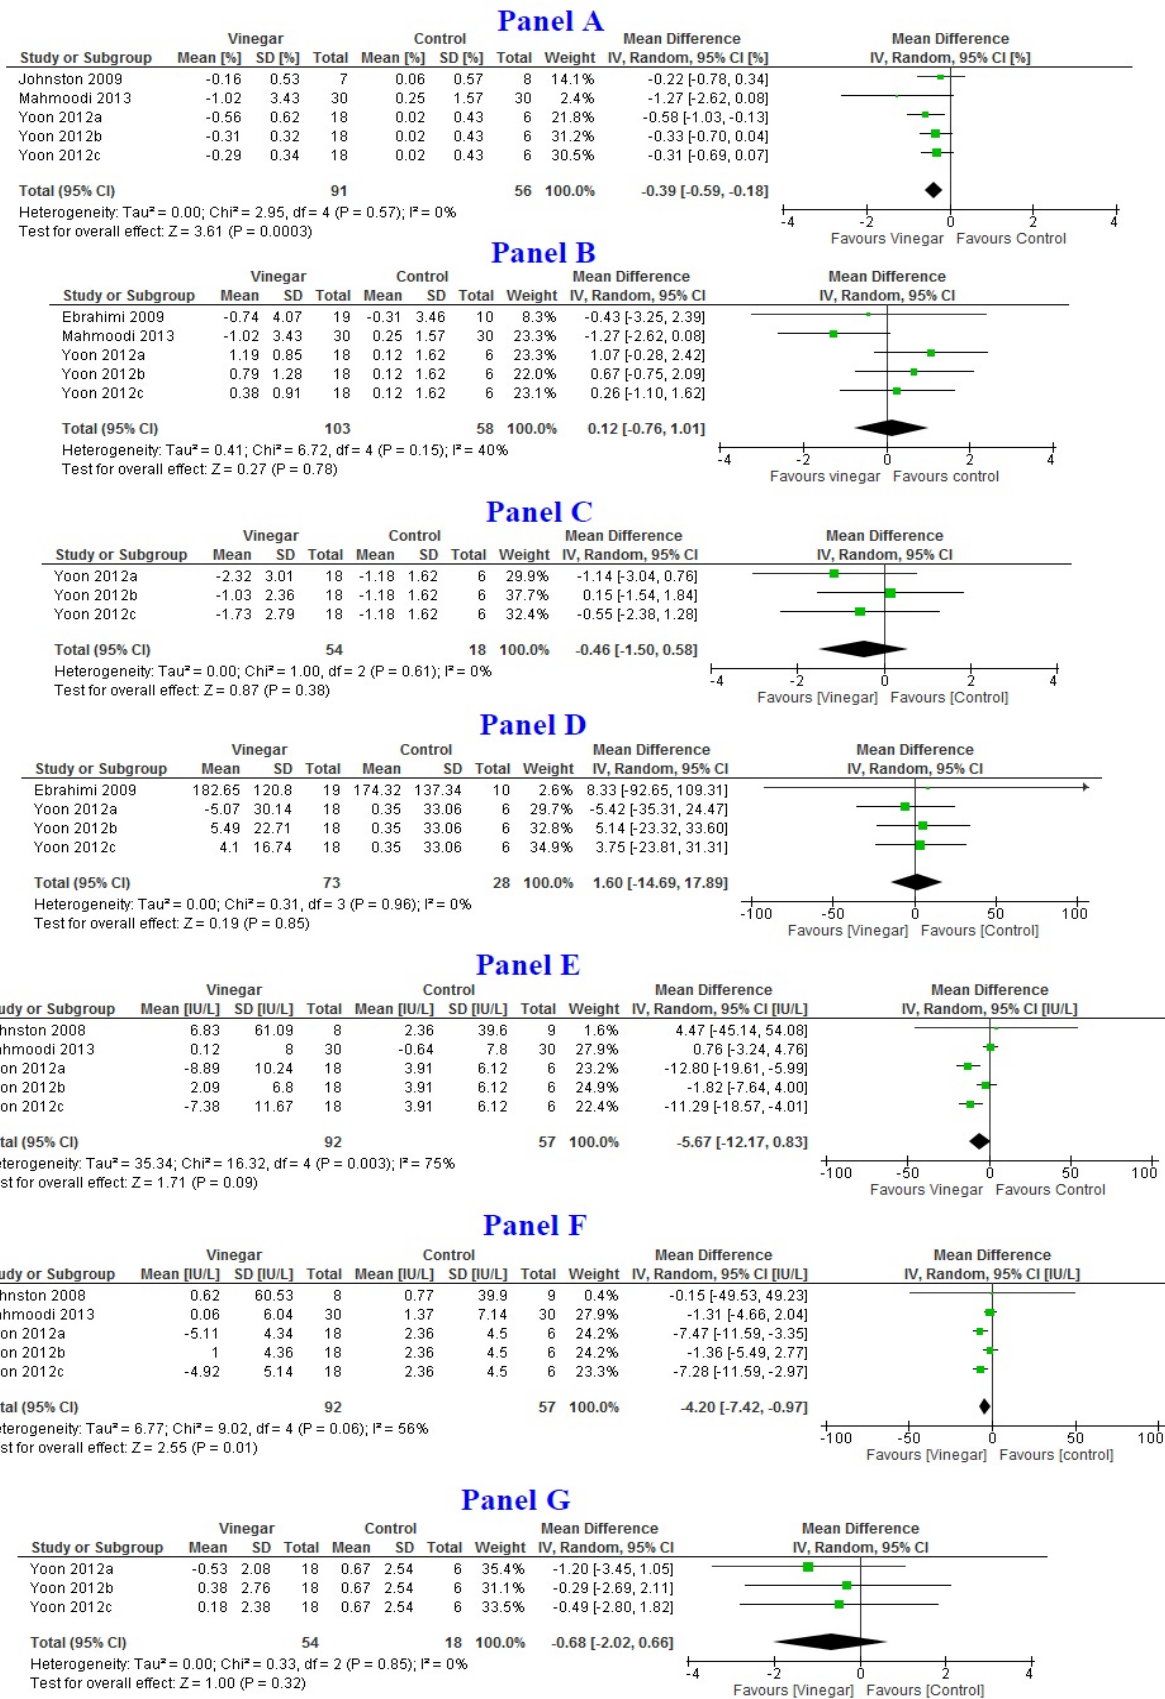 Panel A
Vinegar Control Mean Difference Mean Difference
Study or Subgroup Mean [%] SD [%] Total Mean [%] SD [%] Total Weight IV, Random, 95% CI [%] IV, Random, 95% CI [%]
Johnston 2009 -0.16 0.53 7 0.06 0.57 8 14.1% -0.22 [-0.78, 0.34]
Mahmoodi 2013 -1.02 3.43 30 0.25 1.57 30 2.4% -1.27 [-2.62, 0.08]
Yoon 2012a -0.56 0.62 18 0.02 0.43 6 21.8% -0.58 [-1.03, -0.13]
Yoon 2012b -0.31 0.32 18 0.02 0.43 6 31.2% -0.33 [-0.70, 0.04]
Yoon 2012c -0.29 0.34 18 0.02 0.43 6 30.5% -0.31 [-0.69, 0.07]
Total (95% CI) 91 56 100.0% -0.39 [-0.59, -0.18]
Heterogeneity: Tau² = 0.00; Chi² = 2.95, df = 4 (P = 0.57); I² = 0%
Test for overall effect: Z = 3.61 (P = 0.0003)
-4 -2 0 2 4
Favours Vinegar Favours Control
Panel B
Vinegar Control Mean Difference Mean Difference
Study or Subgroup Mean SD Total Mean SD Total Weight IV, Random, 95% CI IV, Random, 95% CI
Ebrahimi 2009 -0.74 4.07 19 -0.31 3.46 10 8.3% -0.43 [-3.25, 2.39]
Mahmoodi 2013 -1.02 3.43 30 0.25 1.57 30 23.3% -1.27 [-2.62, 0.08]
Yoon 2012a 1.19 0.85 18 0.12 1.62 6 23.3% 1.07 [-0.28, 2.42]
Yoon 2012b 0.79 1.28 18 0.12 1.62 6 22.0% 0.67 [-0.75, 2.09]
Yoon 2012c 0.38 0.91 18 0.12 1.62 6 23.1% 0.26 [-1.10, 1.62]
Total (95% CI) 103 58 100.0% 0.12 [-0.76, 1.01]
Heterogeneity: Tau² = 0.41; Chi² = 6.72, df = 4 (P = 0.15); I² = 40%
Test for overall effect: Z = 0.27 (P = 0.78)
-4 -2 0 2 4
Favours vinegar Favours control
Panel C
Vinegar Control Mean Difference Mean Difference
Study or Subgroup Mean SD Total Mean SD Total Weight IV, Random, 95% CI IV, Random, 95% CI
Yoon 2012a -2.32 3.01 18 -1.18 1.62 6 29.9% -1.14 [-3.04, 0.76]
Yoon 2012b -1.03 2.36 18 -1.18 1.62 6 37.7% 0.15 [-1.54, 1.84]
Yoon 2012c -1.73 2.79 18 -1.18 1.62 6 32.4% -0.55 [-2.38, 1.28]
Total (95% CI) 54 18 100.0% -0.46 [-1.50, 0.58]
Heterogeneity: Tau² = 0.00; Chi² = 1.00, df = 2 (P = 0.61); I² = 0%
Test for overall effect: Z = 0.87 (P = 0.38)
-4 -2 0 2 4
Favours [Vinegar] Favours [Control]
Panel D
Vinegar Control Mean Difference Mean Difference
Study or Subgroup Mean SD Total Mean SD Total Weight IV, Random, 95% CI IV, Random, 95% CI
Ebrahimi 2009 182.65 120.8 19 174.32 137.34 10 2.6% 8.33 [-92.65, 109.31]
Yoon 2012a -5.07 30.14 18 0.35 33.06 6 29.7% -5.42 [-35.31, 24.47]
Yoon 2012b 5.49 22.71 18 0.35 33.06 6 32.8% 5.14 [-23.32, 33.60]
Yoon 2012c 4.1 16.74 18 0.35 33.06 6 34.9% 3.75 [-23.81, 31.31]
Total (95% CI) 73 28 100.0% 1.60 [-14.69, 17.89]
Heterogeneity: Tau² = 0.00; Chi² = 0.31, df = 3 (P = 0.96); I² = 0%
Test for overall effect: Z = 0.19 (P = 0.85)
-100 -50 0 50 100
Favours [Vinegar] Favours [Control]
Panel E
Vinegar Control Mean Difference Mean Difference
udy or Subgroup Mean [IU/L] SD [IU/L] Total Mean [IU/L] SD [IU/L] Total Weight IV, Random, 95% CI [IU/L] IV, Random, 95% CI [IU/L]
hnston 2008 6.83 61.09 8 2.36 39.6 9 1.6% 4.47 [-45.14, 54.08]
ahmoodi 2013 0.12 8 30 -0.64 7.8 30 27.9% 0.76 [-3.24, 4.76]
on 2012a -8.89 10.24 18 3.91 6.12 6 23.2% -12.80 [-19.61, -5.99]
on 2012b 2.09 6.8 18 3.91 6.12 6 24.9% -1.82 [-7.64, 4.00]
on 2012c -7.38 11.67 18 3.91 6.12 6 22.4% -11.29 [-18.57, -4.01]
tal (95% CI) 92 57 100.0% -5.67 [-12.17, 0.83]
eterogeneity: Tau² = 35.34; Chi² = 16.32, df = 4 (P = 0.003); I² = 75%
st for overall effect: Z = 1.71 (P = 0.09)
-100 -50 0 50 100
Favours Vinegar Favours Control
Panel F
Vinegar Control Mean Difference Mean Difference
udy or Subgroup Mean [IU/L] SD [IU/L] Total Mean [IU/L] SD [IU/L] Total Weight IV, Random, 95% CI [IU/L] IV, Random, 95% CI [IU/L]
hnston 2008 0.62 60.53 8 0.77 39.9 9 0.4% -0.15 [-49.53, 49.23]
ahmoodi 2013 0.06 6.04 30 1.37 7.14 30 27.9% -1.31 [-4.66, 2.04]
on 2012a -5.11 4.34 18 2.36 4.5 6 24.2% -7.47 [-11.59, -3.35]
on 2012b 1 4.36 18 2.36 4.5 6 24.2% -1.36 [-5.49, 2.77]
on 2012c -4.92 5.14 18 2.36 4.5 6 23.3% -7.28 [-11.59, -2.97]
tal (95% CI) 92 57 100.0% -4.20 [-7.42, -0.97]
eterogeneity: Tau² = 6.77; Chi² = 9.02, df = 4 (P = 0.06); I² = 56%
st for overall effect: Z = 2.55 (P = 0.01)
-100 -50 0 50 100
Favours [Vinegar] Favours [control]
Panel G
Vinegar Control Mean Difference Mean Difference
Study or Subgroup Mean SD Total Mean SD Total Weight IV, Random, 95% CI IV, Random, 95% CI
Yoon 2012a -0.53 2.08 18 0.67 2.54 6 35.4% -1.20 [-3.45, 1.05]
Yoon 2012b 0.38 2.76 18 0.67 2.54 6 31.1% -0.29 [-2.69, 2.11]
Yoon 2012c 0.18 2.38 18 0.67 2.54 6 33.5% -0.49 [-2.80, 1.82]
Total (95% CI) 54 18 100.0% -0.68 [-2.02, 0.66]
Heterogeneity: Tau² = 0.00; Chi² = 0.33, df = 2 (P = 0.85); I² = 0%
Test for overall effect: Z = 1.00 (P = 0.32)
-4 -2 0 2 4
Favours [Vinegar] Favours [Control]